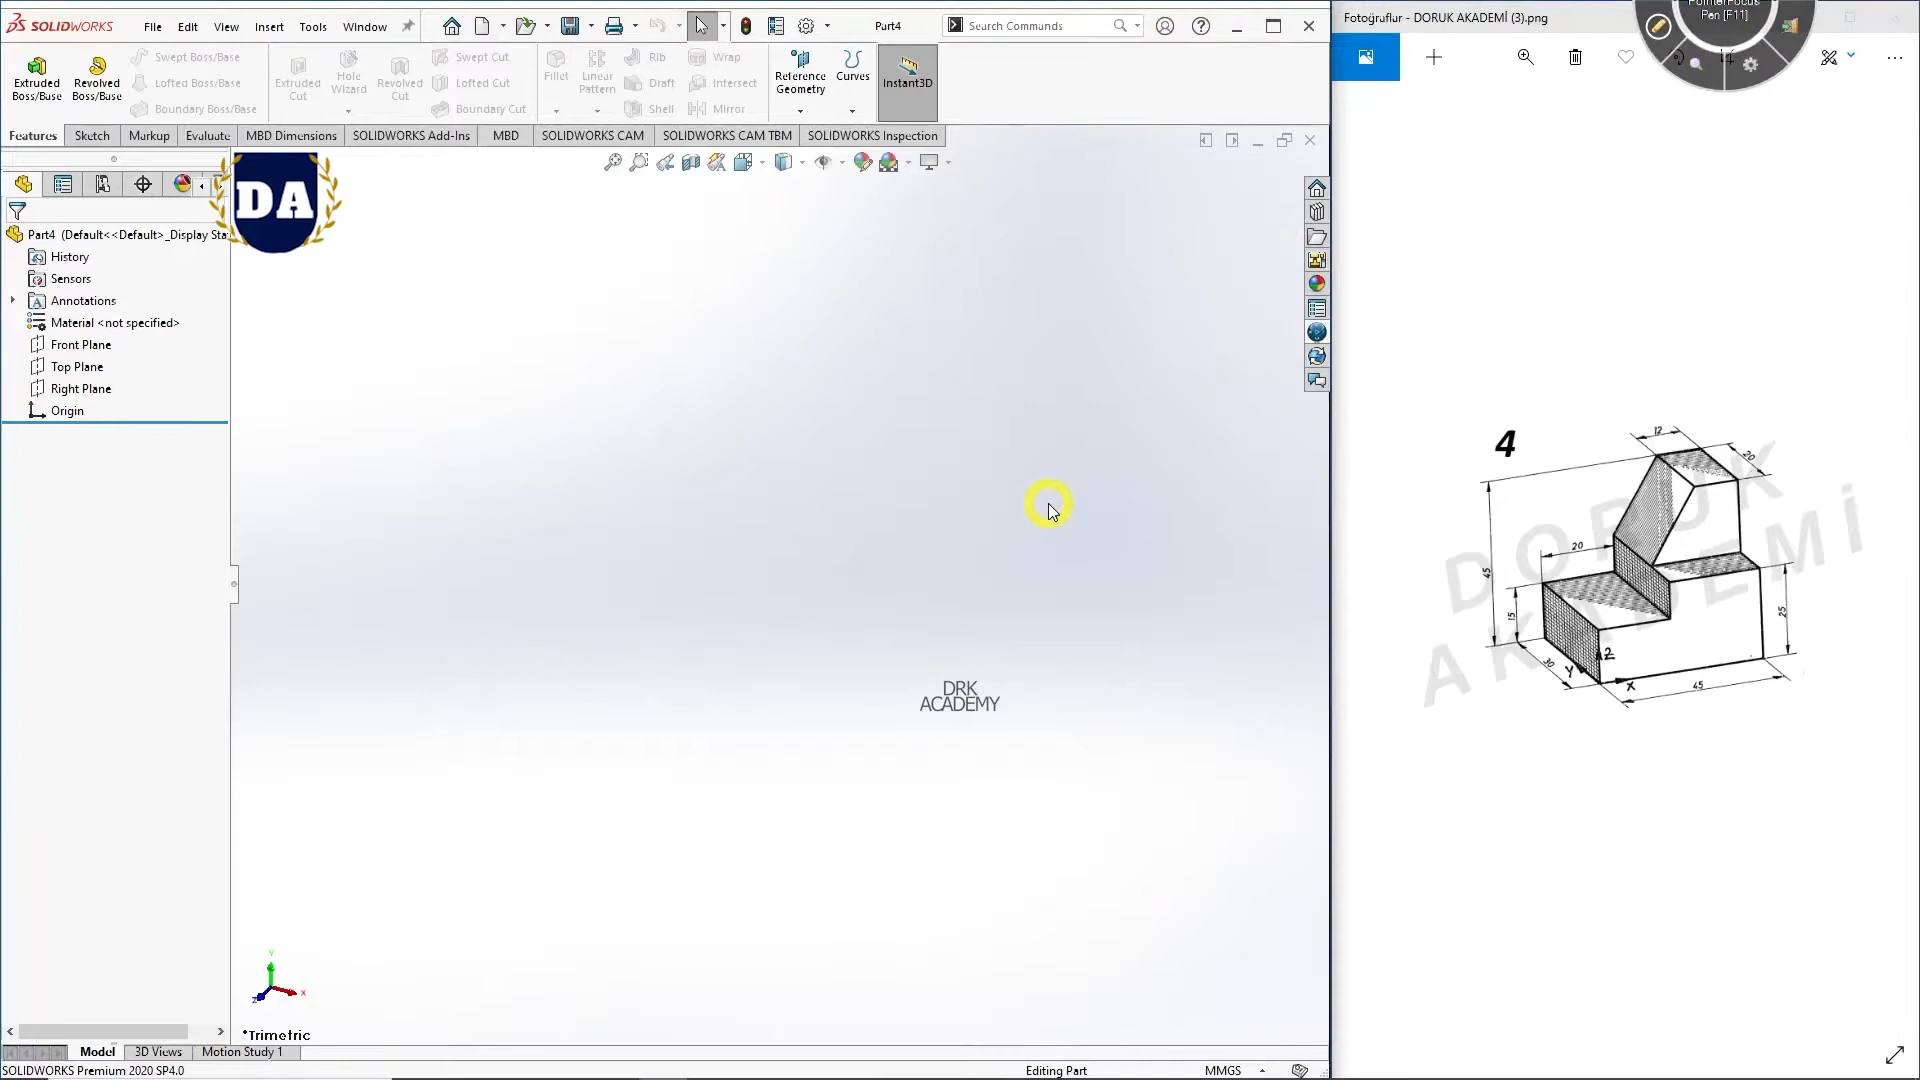 SOLIDWORKS File Edit View Insert Tools Window Part4 Search Commands
Extruded Boss/Base
Revolved Boss/Base
Swept Boss/Base
Lofted Boss/Base
Boundary Boss/Base
Extruded Cut
Hole Wizard
Revolved Cut
Swept Cut
Lofted Cut
Boundary Cut
Fillet
Linear Pattern
Rib
Draft
Shell
Wrap
Intersect
Mirror
Reference Geometry
Curves
Instant3D
Features Sketch Markup Evaluate MBD Dimensions SOLIDWORKS Add-Ins MBD SOLIDWORKS CAM SOLIDWORKS CAM TBM SOLIDWORKS Inspection
DA
Part4 (Default<<Default>_Display Sta
History
Sensors
Annotations
Material <not specified>
Front Plane
Top Plane
Right Plane
Origin
DRK
ACADEMY
Y
X
Z
*Trimetric
Model 3D Views Motion Study 1
SOLIDWORKS Premium 2020 SP4.0 Editing Part MMGS
Fotoğruflur - DORUK AKADEMİ (3).png
PointerFocus
Pen [F11]
4
12
20
45
20
15
30
25
45
Z
Y
X
DORUK
AKADEMİ